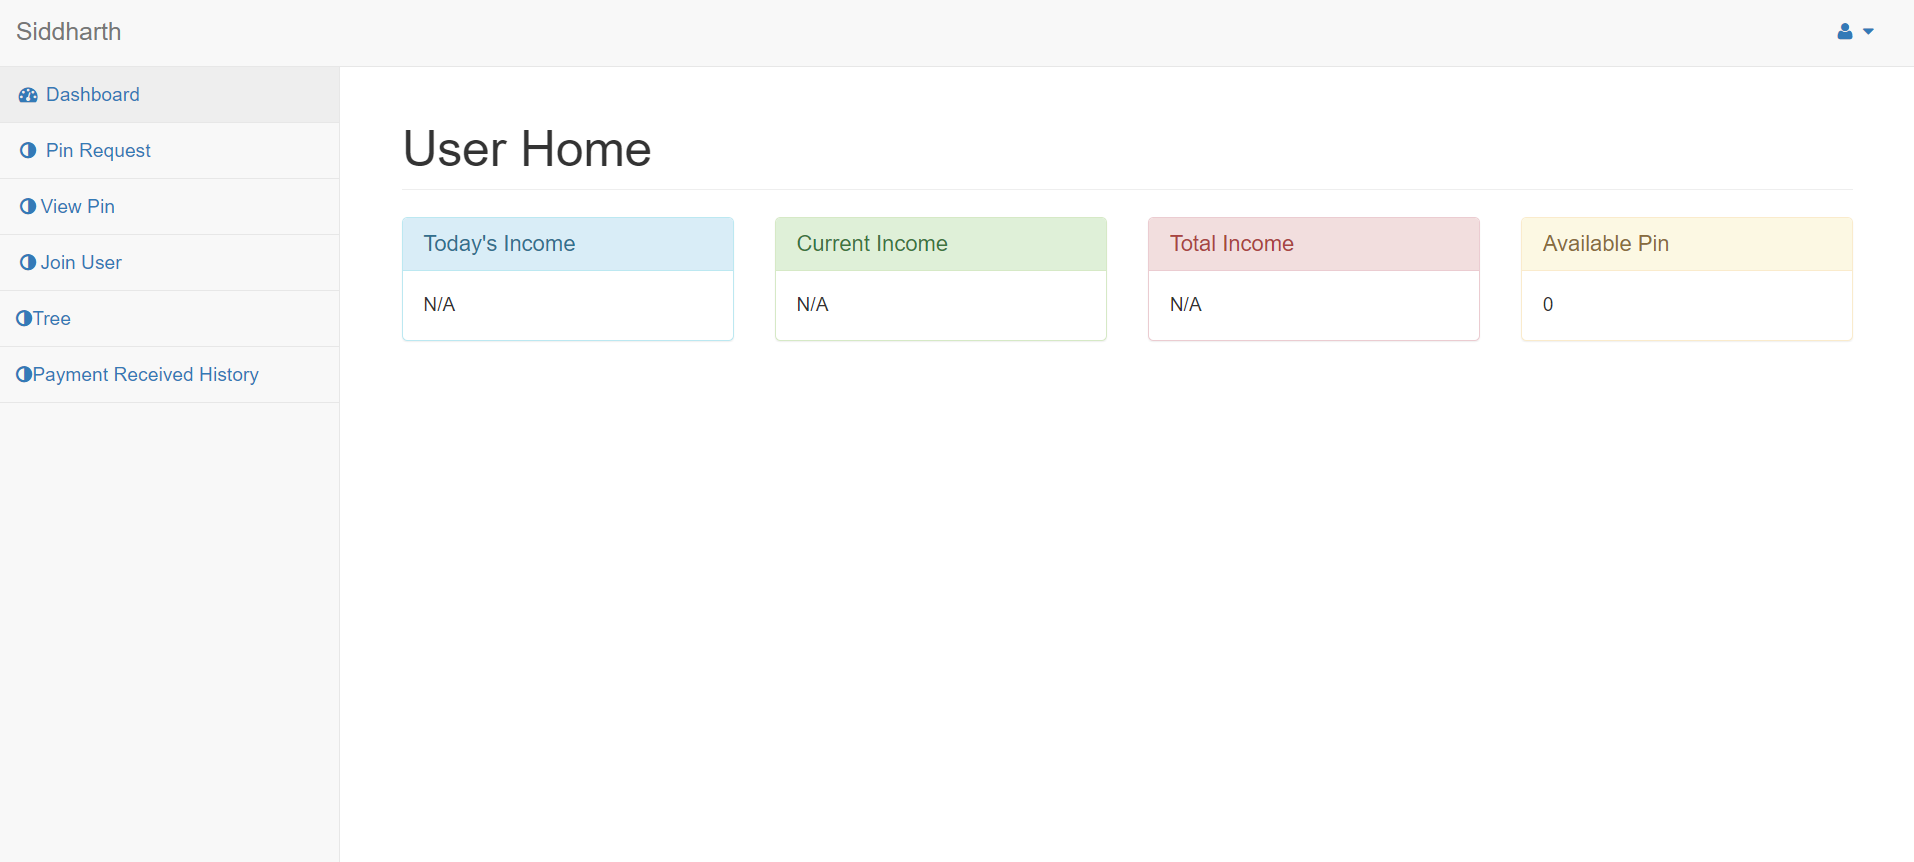 Siddharth
Dashboard
Pin Request
View Pin
Join User
Tree
Payment Received History
User Home
Today's Income
N/A
Current Income
N/A
Total Income
N/A
Available Pin
0